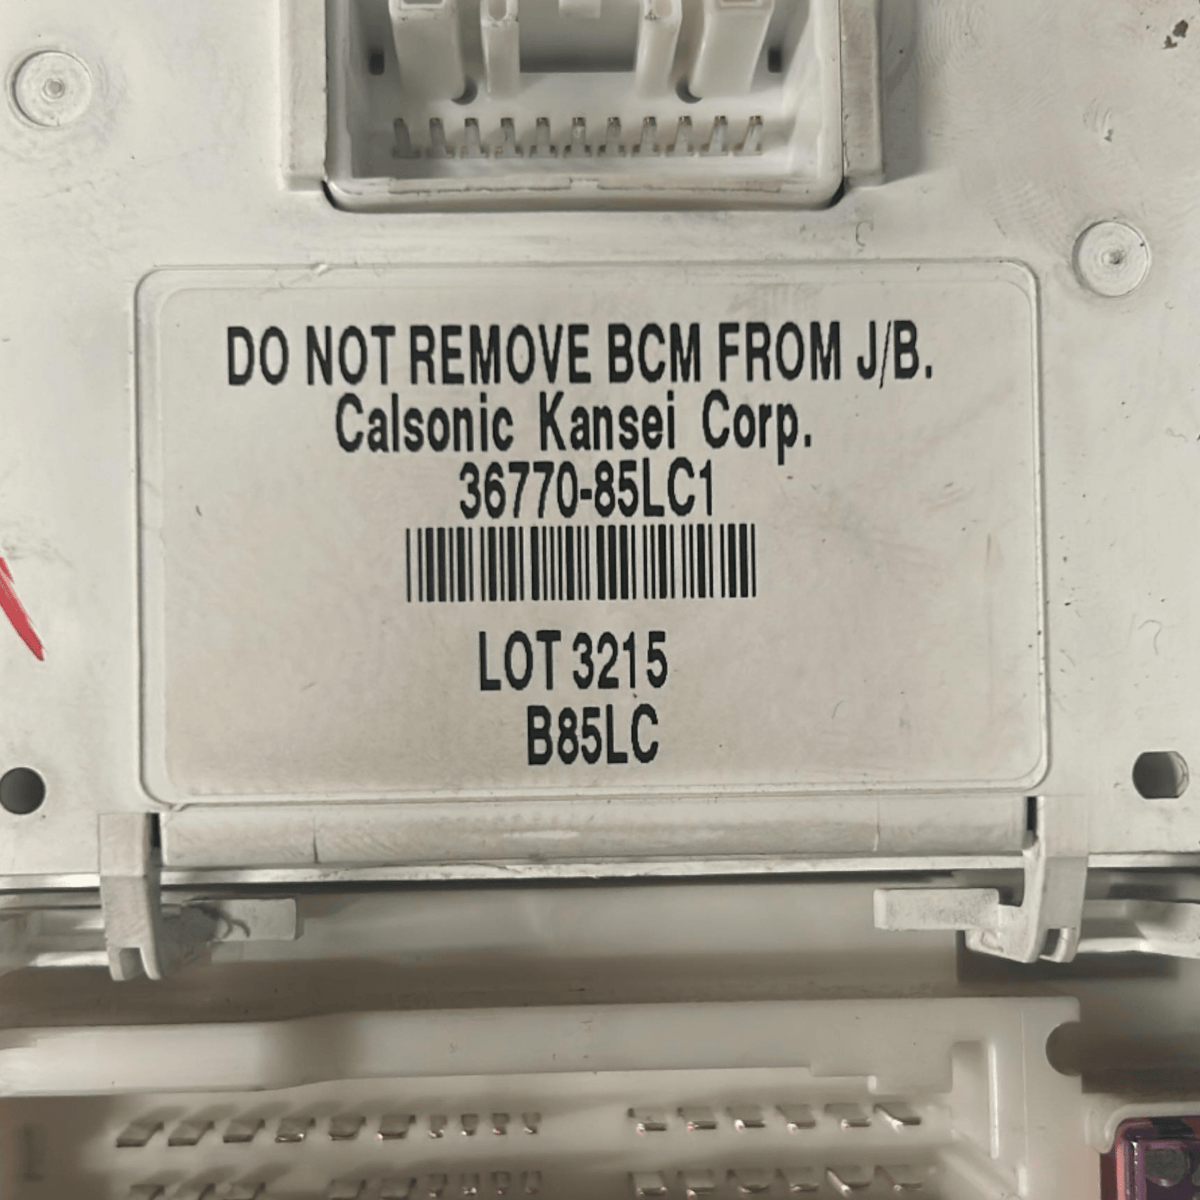 DO NOT REMOVE BCM FROM J/B.
Calsonic Kansei Corp.
36770-85LC1
LOT 3215
B85LC